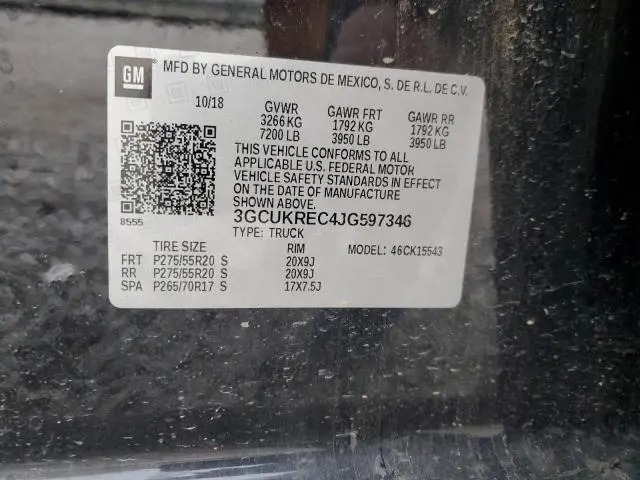 GM
MFD BY GENERAL MOTORS DE MEXICO, S. DE R.L. DE C.V.
10/18 GVWR GAWR FRT GAWR RR
3266 KG 1792 KG 1792 KG
7200 LB 3950 LB 3950 LB
THIS VEHICLE CONFORMS TO ALL
APPLICABLE U.S. FEDERAL MOTOR
VEHICLE SAFETY STANDARDS IN EFFECT
ON THE DATE OF MANUFACTURE
SHOWN ABOVE.
8555 3GCUKREC4JG597346
TYPE: TRUCK
TIRE SIZE RIM MODEL: 46CK15543
FRT P275/55R20 S 20X9J
RR P275/55R20 S 20X9J
SPA P265/70R17 S 17X7.5J